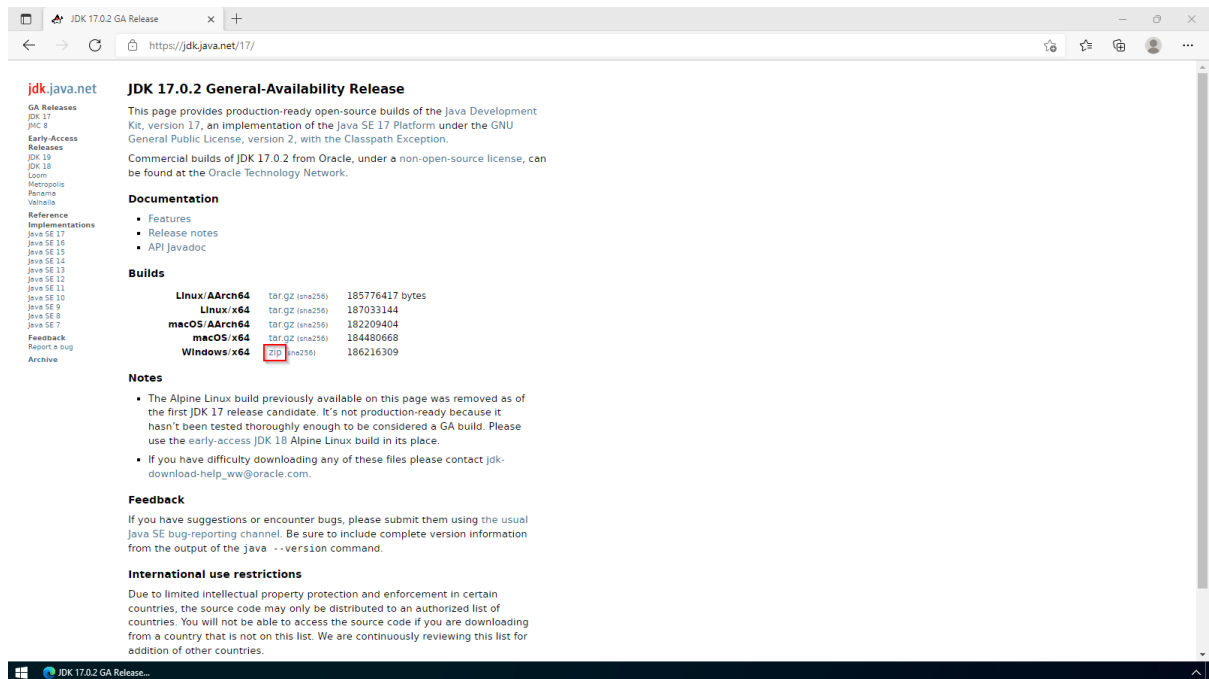 JDK 17.0.2 GA Release
https://jdk.java.net/17/
jdk.java.net
GA Releases
JDK 17
JMC 8
Early-Access
Releases
JDK 19
JDK 18
Loom
Metropolis
Panama
Valhalla
Reference
Implementations
Java SE 17
Java SE 16
Java SE 15
Java SE 14
Java SE 13
Java SE 12
Java SE 11
Java SE 10
Java SE 9
Java SE 8
Java SE 7
Feedback
Report a bug
Archive
JDK 17.0.2 General-Availability Release
This page provides production-ready open-source builds of the Java Development
Kit, version 17, an implementation of the Java SE 17 Platform under the GNU
General Public License, version 2, with the Classpath Exception.
Commercial builds of JDK 17.0.2 from Oracle, under a non-open-source license, can
be found at the Oracle Technology Network.
Documentation
▪ Features
▪ Release notes
▪ API Javadoc
Builds
Linux/AArch64 tar.gz (sha256) 185776417 bytes
Linux/x64 tar.gz (sha256) 187033144
macOS/AArch64 tar.gz (sha256) 182209404
macOS/x64 tar.gz (sha256) 184480668
Windows/x64 zip (sha256) 186216309
Notes
▪ The Alpine Linux build previously available on this page was removed as of
the first JDK 17 release candidate. It's not production-ready because it
hasn't been tested thoroughly enough to be considered a GA build. Please
use the early-access JDK 18 Alpine Linux build in its place.
▪ If you have difficulty downloading any of these files please contact jdk-
download-help_ww@oracle.com.
Feedback
If you have suggestions or encounter bugs, please submit them using the usual
Java SE bug-reporting channel. Be sure to include complete version information
from the output of the java --version command.
International use restrictions
Due to limited intellectual property protection and enforcement in certain
countries, the source code may only be distributed to an authorized list of
countries. You will not be able to access the source code if you are downloading
from a country that is not on this list. We are continuously reviewing this list for
addition of other countries.
JDK 17.0.2 GA Release...